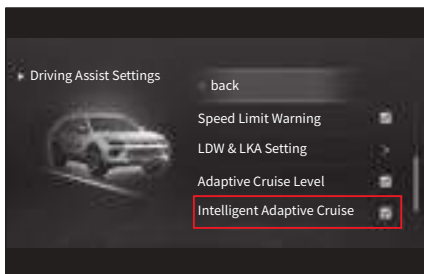 Driving Assist Settings
back
Speed Limit Warning
LDW & LKA Setting
Adaptive Cruise Level
Intelligent Adaptive Cruise